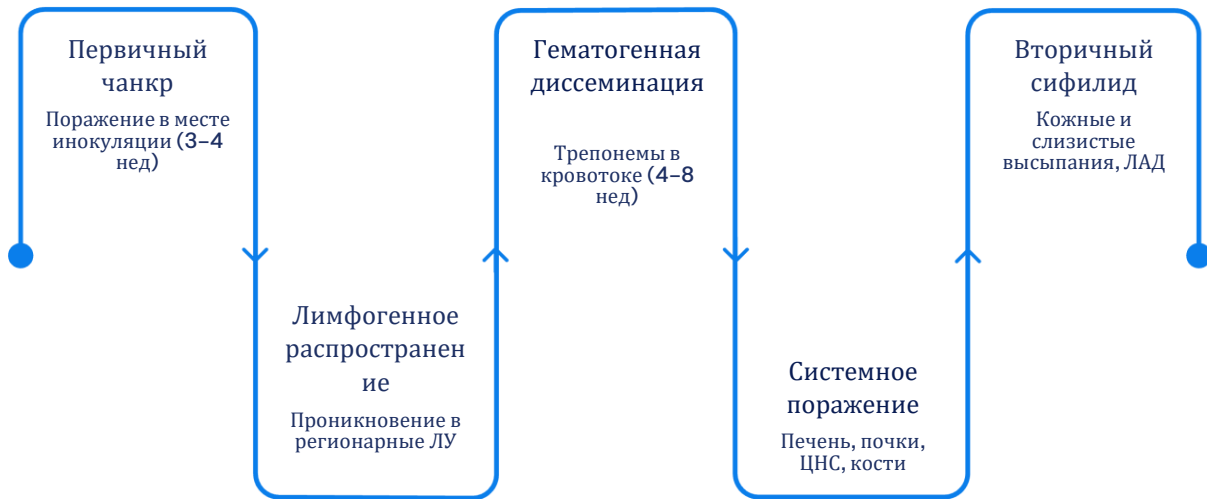 Первичный
чанкр
Поражение в месте
инокуляции (3–4
нед)
Лимфогенное
распространен
ие
Проникновение в
регионарные ЛУ
Гематогенная
диссеминация
Трепонемы в
кровотоке (4–8
нед)
Системное
поражение
Печень, почки,
ЦНС, кости
Вторичный
сифилид
Кожные и
слизистые
высыпания, ЛАД